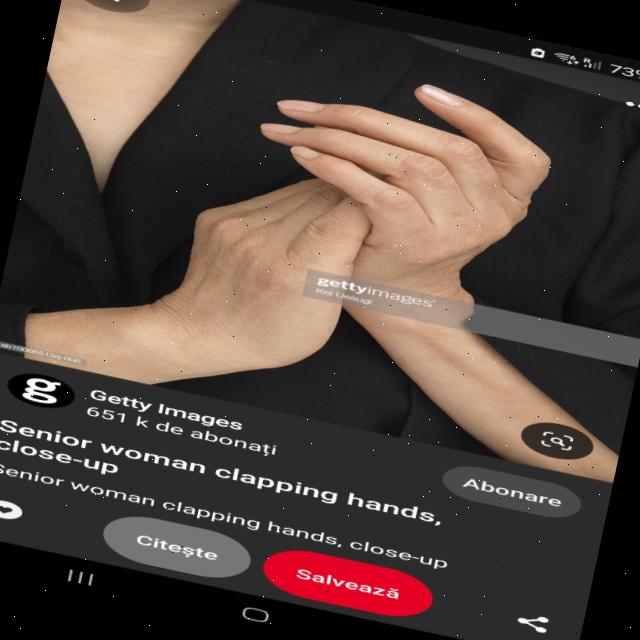 73%
gettyimages®
Kei Uesugi
g
Getty Images
651 k de abonați
Abonare
Senior woman clapping hands,
close-up
Senior woman clapping hands, close-up
Citește
Salvează